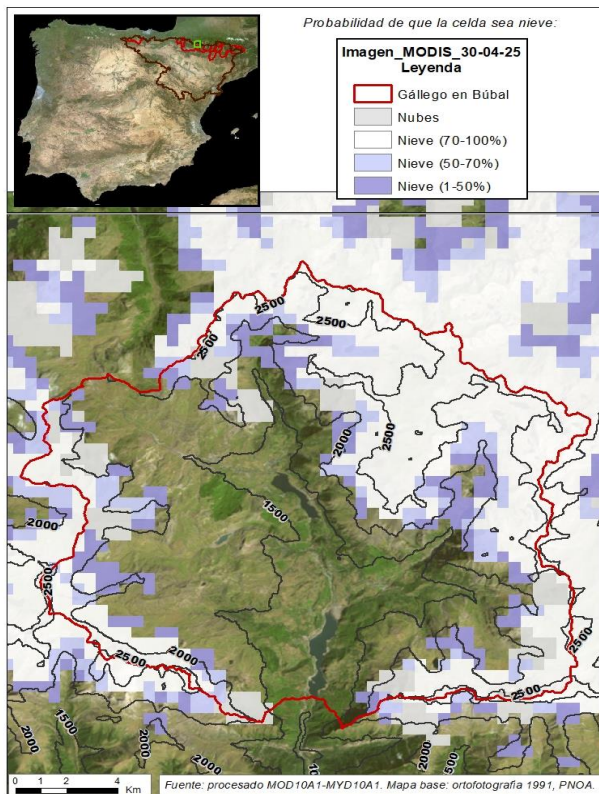 Probabilidad de que la celda sea nieve:
Imagen_MODIS_30-04-25
Leyenda
Gállego en Búbal
Nubes
Nieve (70-100%)
Nieve (50-70%)
Nieve (1-50%)
2500
2500
2500
2000
2500
1500
2000
2500
2000
2500
2500
2500
1500
2000
2000
2000
2000
500
0 1 2 4
Km
Fuente: procesado MOD10A1-MYD10A1. Mapa base: ortofotografia 1991, PNOA.